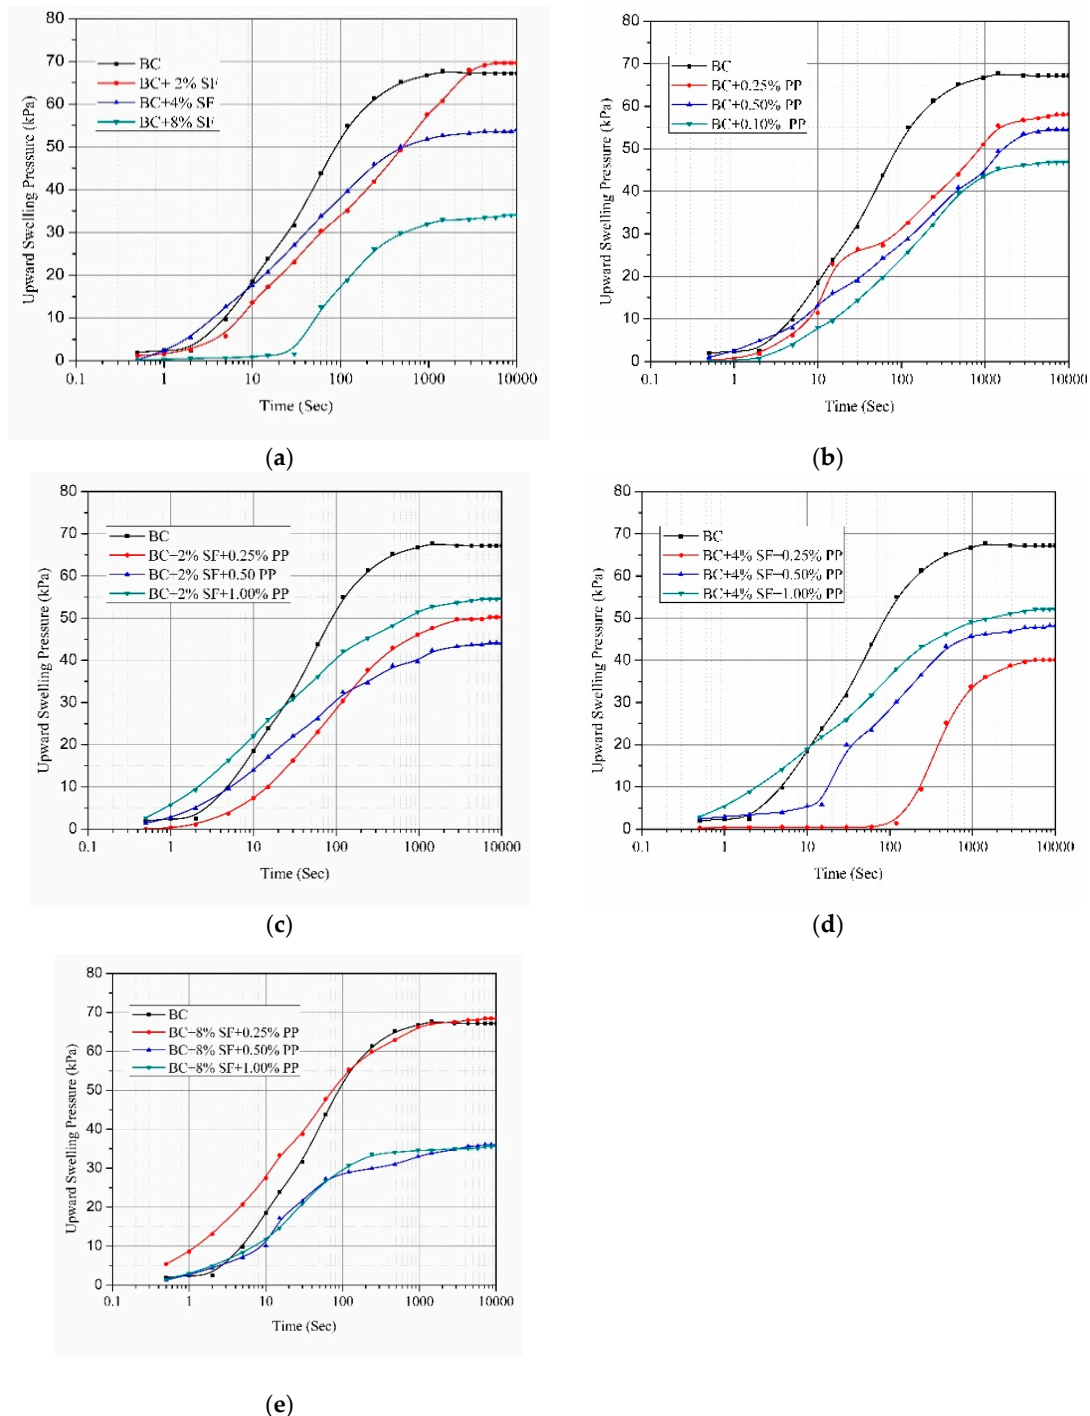 80
70
60
50
40
30
20
10
0
Upward Swelling Pressure (kPa)
BC
BC+ 2% SF
BC+4% SF
BC+8% SF
0.1 1 10 100 1000 10000
Time (Sec)
(a)
80
70
60
50
40
30
20
10
0
Upward Swelling Pressure (kPa)
BC
BC+0.25% PP
BC+0.50% PP
BC+0.10% PP
0.1 1 10 100 1000 10000
Time (Sec)
(b)
80
70
60
50
40
30
20
10
0
Upward Swelling Pressure (kPa)
BC
BC+2% SF+0.25% PP
BC+2% SF+0.50 PP
BC+2% SF+1.00% PP
0.1 1 10 100 1000 10000
Time (Sec)
(c)
80
70
60
50
40
30
20
10
0
Upward Swelling Pressure (kPa)
BC
BC+4% SF+0.25% PP
BC+4% SF+0.50% PP
BC+4% SF+1.00% PP
0.1 1 10 100 1000 10000
Time (Sec)
(d)
80
70
60
50
40
30
20
10
0
Upward Swelling Pressure (kPa)
BC
BC+8% SF+0.25% PP
BC+8% SF+0.50% PP
BC+8% SF+1.00% PP
0.1 1 10 100 1000 10000
Time (Sec)
(e)